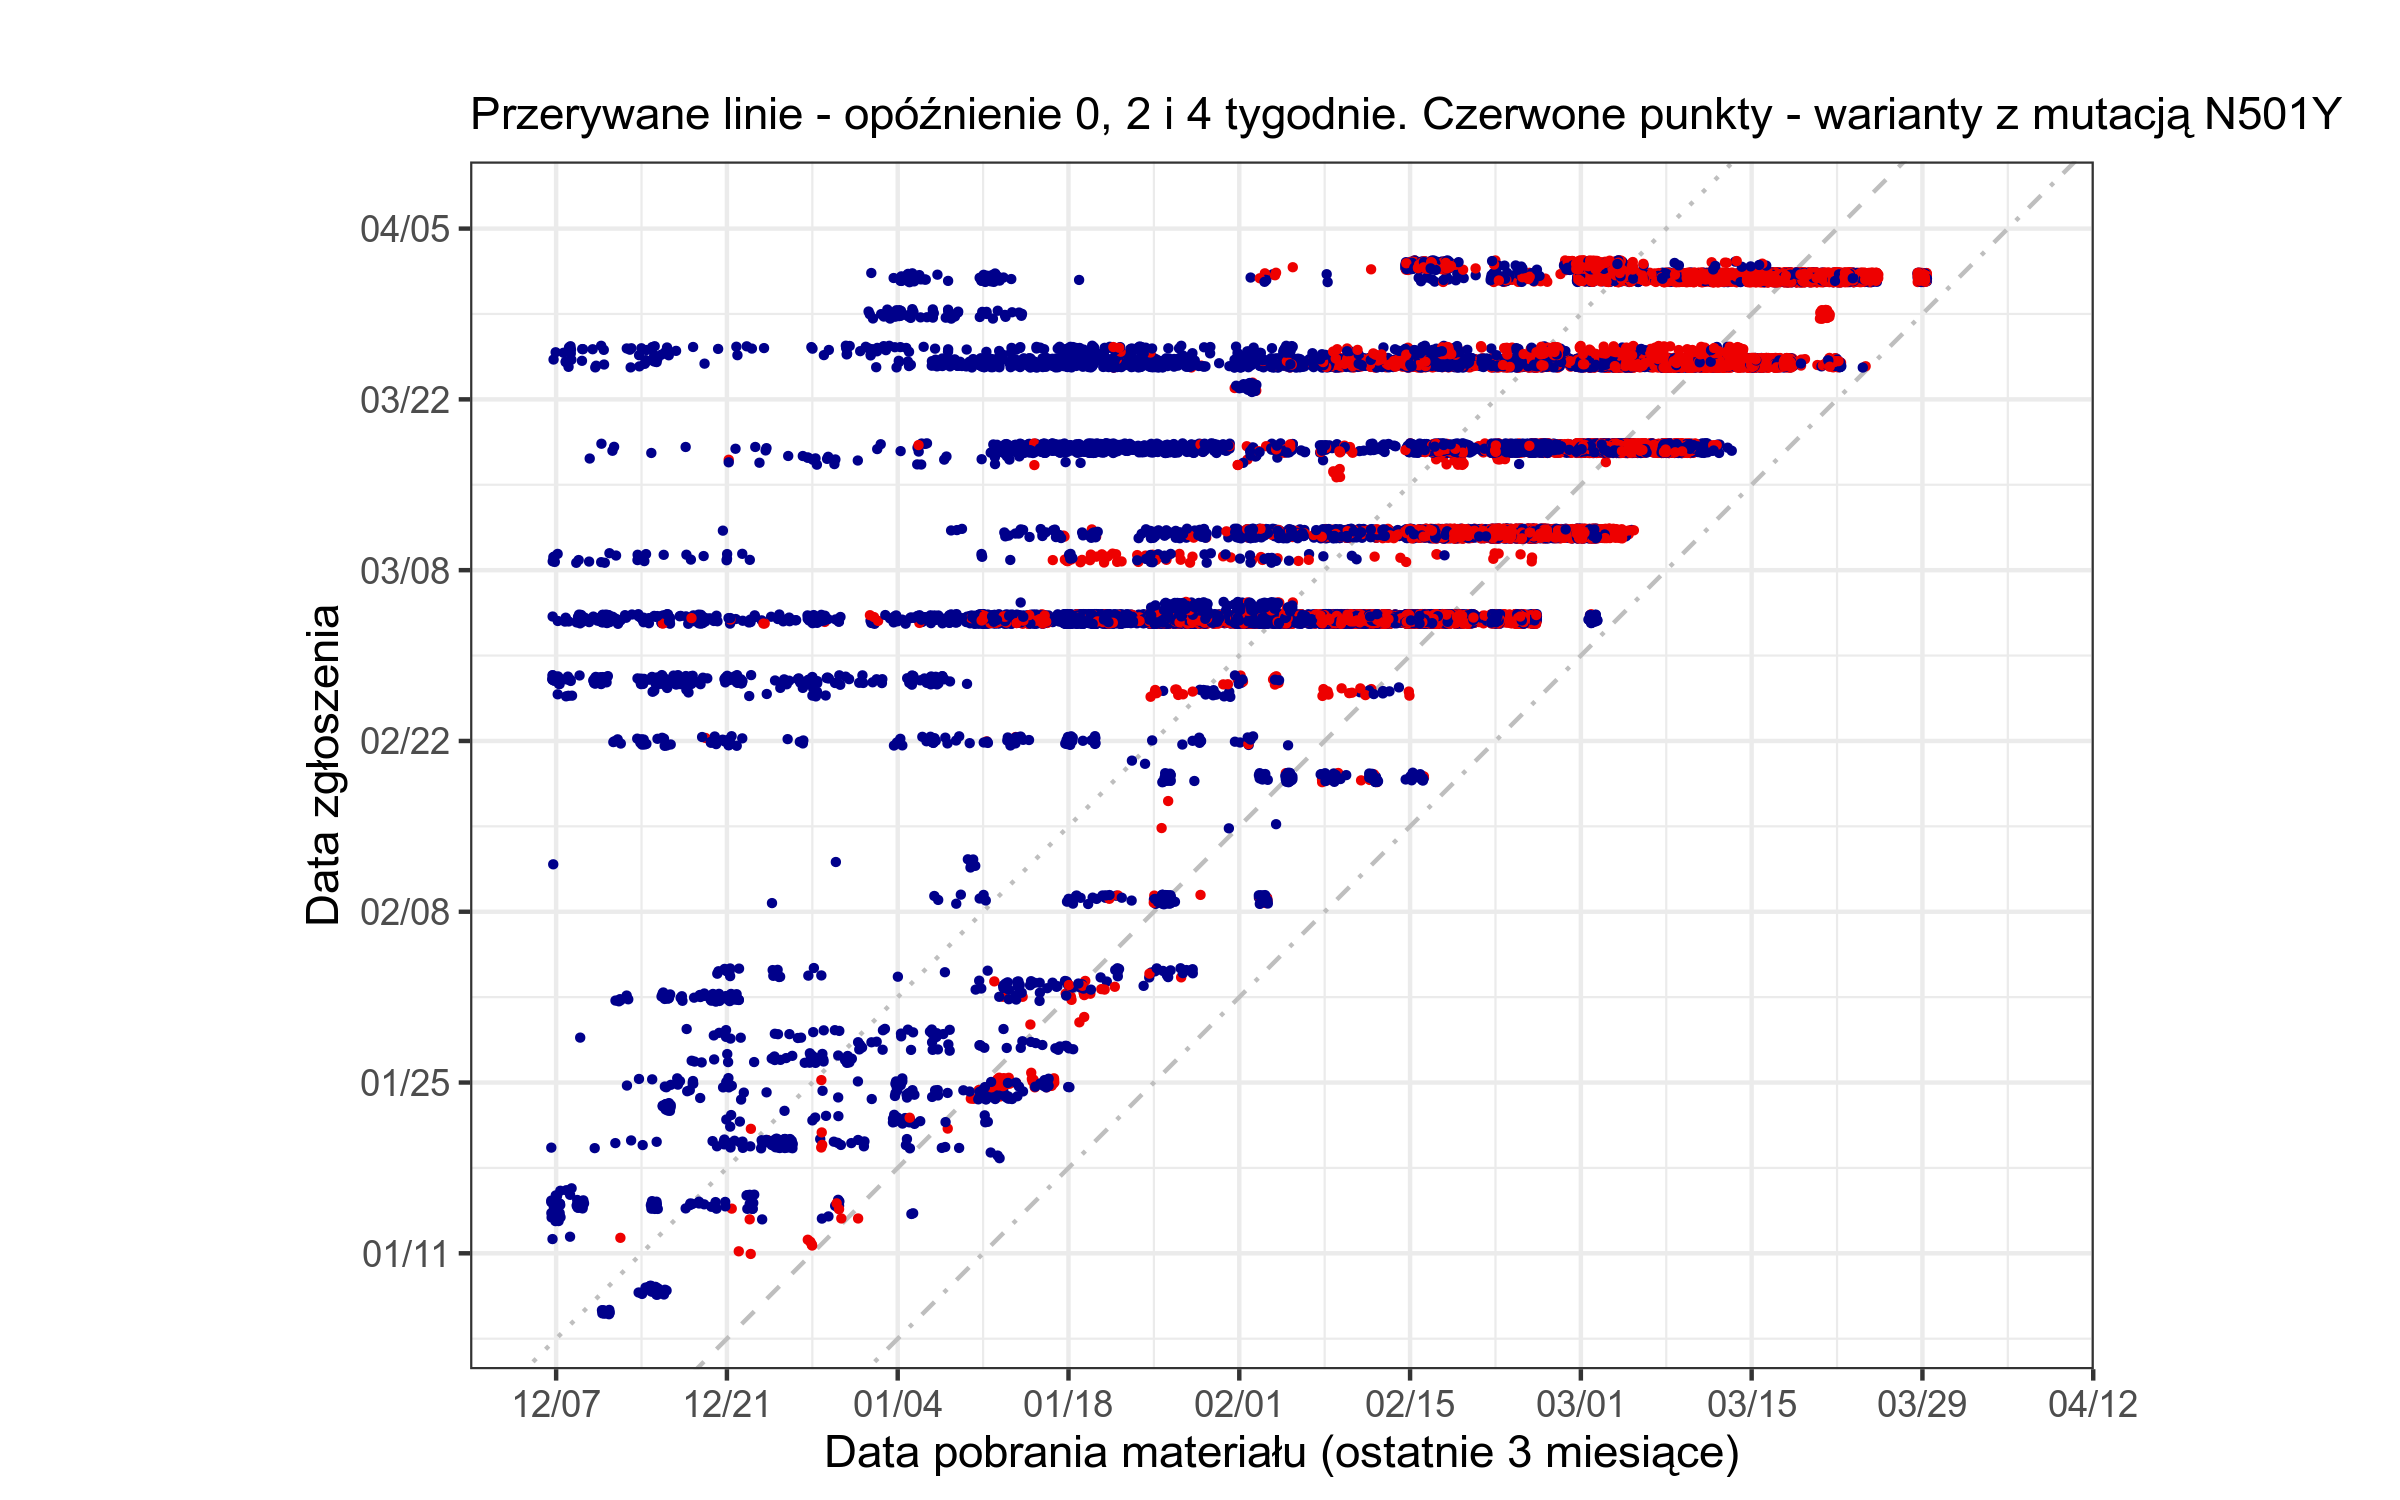 Przerywane linie - opóźnienie 0, 2 i 4 tygodnie. Czerwone punkty - warianty z mutacją N501Y
Data zgłoszenia
04/05
03/22
03/08
02/22
02/08
01/25
01/11
12/07 12/21 01/04 01/18 02/01 02/15 03/01 03/15 03/29 04/12
Data pobrania materiału (ostatnie 3 miesiące)